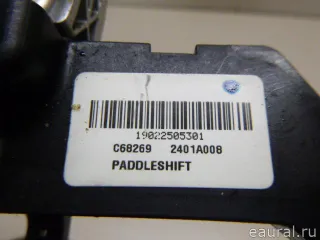 19022505301
C68269 2401A008
PADDLESHIFT
© eaural.ru